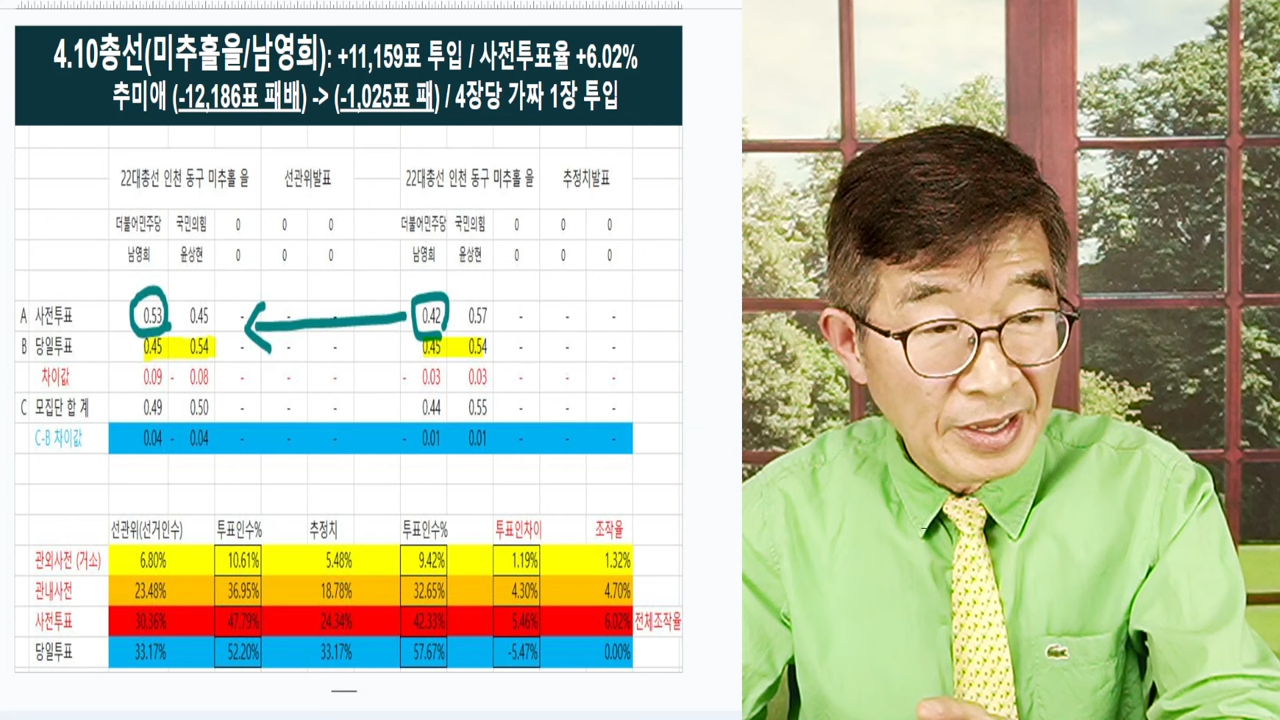 4.10총선(미추홀을/남영희): +11,159표 투입 / 사전투표율 +6.02%
추미애 (-12,186표 패배) -> (-1,025표 패) / 4장당 가짜 1장 투입
22대총선 인천 동구 미추홀 을 선관위발표 22대총선 인천 동구 미추홀 을 추정치발표
더불어민주당 국민의힘 0 0 0 더불어민주당 국민의힘 0 0 0
남영희 윤상현 0 0 0 남영희 윤상현 0 0 0
A 사전투표 0.53 0.45 - - - 0.42 0.57 - - -
B 당일투표 0.45 0.54 - - - 0.45 0.54 - - -
차이값 0.09 - 0.08 - - - - 0.03 0.03 - - -
C 모집단 합 계 0.49 0.50 - - - 0.44 0.55 - - -
C-B 차이값 0.04 - 0.04 - - - - 0.01 0.01 - - -
선관위(선거인수) 투표인수% 추정치 투표인수% 투표인차이 조작율
관외사전 (거소) 6.80% 10.61% 5.48% 9.42% 1.19% 1.32%
관내사전 23.48% 36.95% 18.78% 32.65% 4.30% 4.70%
사전투표 30.36% 47.79% 24.34% 42.33% 5.46% 6.02% 전체조작율
당일투표 33.17% 52.20% 33.17% 57.67% -5.47% 0.00%